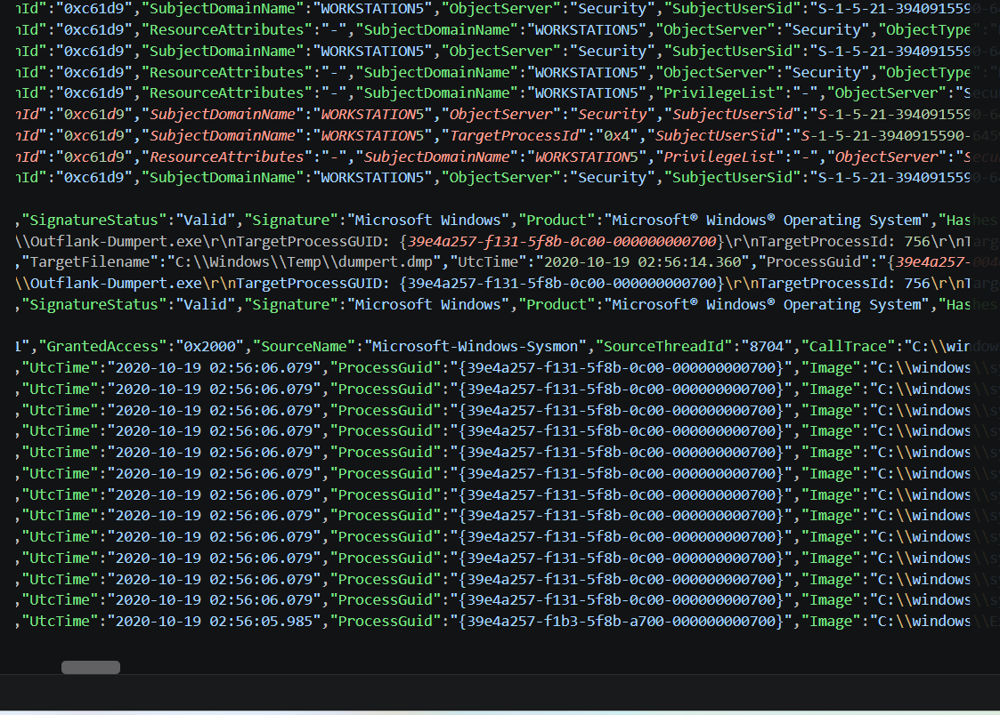 nId":"0xc61d9","SubjectDomainName":"WORKSTATION5","ObjectServer":"Security","SubjectUserSid":"S-1-5-21-3940915590-6
nId":"0xc61d9","ResourceAttributes":"-","SubjectDomainName":"WORKSTATION5","ObjectServer":"Security","ObjectType":"
nId":"0xc61d9","SubjectDomainName":"WORKSTATION5","ObjectServer":"Security","SubjectUserSid":"S-1-5-21-3940915590-6
nId":"0xc61d9","ResourceAttributes":"-","SubjectDomainName":"WORKSTATION5","ObjectServer":"Security","ObjectType":"
nId":"0xc61d9","ResourceAttributes":"-","SubjectDomainName":"WORKSTATION5","PrivilegeList":"-","ObjectServer":"Secu
nId":"0xc61d9","SubjectDomainName":"WORKSTATION5","ObjectServer":"Security","SubjectUserSid":"S-1-5-21-3940915590-6
nId":"0xc61d9","SubjectDomainName":"WORKSTATION5","TargetProcessId":"0x4","SubjectUserSid":"S-1-5-21-3940915590-645
nId":"0xc61d9","ResourceAttributes":"-","SubjectDomainName":"WORKSTATION5","PrivilegeList":"-","ObjectServer":"Secu
nId":"0xc61d9","SubjectDomainName":"WORKSTATION5","ObjectServer":"Security","SubjectUserSid":"S-1-5-21-3940915590-6
,"SignatureStatus":"Valid","Signature":"Microsoft Windows","Product":"Microsoft® Windows® Operating System","Hashes
\\Outflank-Dumpert.exe\r\nTargetProcessGUID: {39e4a257-f131-5f8b-0c00-000000000700}\r\nTargetProcessId: 756\r\nTarg
,"TargetFilename":"C:\\Windows\\Temp\\dumpert.dmp","UtcTime":"2020-10-19 02:56:14.360","ProcessGuid":"{39e4a257-004
\\Outflank-Dumpert.exe\r\nTargetProcessGUID: {39e4a257-f131-5f8b-0c00-000000000700}\r\nTargetProcessId: 756\r\nTarg
,"SignatureStatus":"Valid","Signature":"Microsoft Windows","Product":"Microsoft® Windows® Operating System","Hashes
1","GrantedAccess":"0x2000","SourceName":"Microsoft-Windows-Sysmon","SourceThreadId":"8704","CallTrace":"C:\\window
,"UtcTime":"2020-10-19 02:56:06.079","ProcessGuid":"{39e4a257-f131-5f8b-0c00-000000000700}","Image":"C:\\windows\\s
,"UtcTime":"2020-10-19 02:56:06.079","ProcessGuid":"{39e4a257-f131-5f8b-0c00-000000000700}","Image":"C:\\windows\\s
,"UtcTime":"2020-10-19 02:56:06.079","ProcessGuid":"{39e4a257-f131-5f8b-0c00-000000000700}","Image":"C:\\windows\\s
,"UtcTime":"2020-10-19 02:56:06.079","ProcessGuid":"{39e4a257-f131-5f8b-0c00-000000000700}","Image":"C:\\windows\\s
,"UtcTime":"2020-10-19 02:56:06.079","ProcessGuid":"{39e4a257-f131-5f8b-0c00-000000000700}","Image":"C:\\windows\\s
,"UtcTime":"2020-10-19 02:56:06.079","ProcessGuid":"{39e4a257-f131-5f8b-0c00-000000000700}","Image":"C:\\windows\\s
,"UtcTime":"2020-10-19 02:56:06.079","ProcessGuid":"{39e4a257-f131-5f8b-0c00-000000000700}","Image":"C:\\windows\\s
,"UtcTime":"2020-10-19 02:56:06.079","ProcessGuid":"{39e4a257-f131-5f8b-0c00-000000000700}","Image":"C:\\windows\\s
,"UtcTime":"2020-10-19 02:56:06.079","ProcessGuid":"{39e4a257-f131-5f8b-0c00-000000000700}","Image":"C:\\windows\\s
,"UtcTime":"2020-10-19 02:56:06.079","ProcessGuid":"{39e4a257-f131-5f8b-0c00-000000000700}","Image":"C:\\windows\\s
,"UtcTime":"2020-10-19 02:56:06.079","ProcessGuid":"{39e4a257-f131-5f8b-0c00-000000000700}","Image":"C:\\windows\\s
,"UtcTime":"2020-10-19 02:56:06.079","ProcessGuid":"{39e4a257-f131-5f8b-0c00-000000000700}","Image":"C:\\windows\\s
,"UtcTime":"2020-10-19 02:56:05.985","ProcessGuid":"{39e4a257-f1b3-5f8b-a700-000000000700}","Image":"C:\\windows\\E